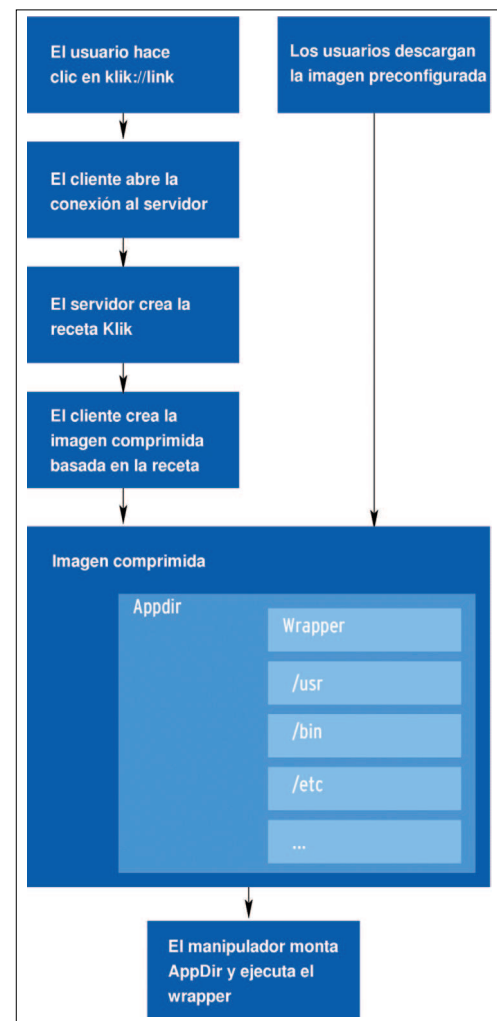 El usuario hace
clic en klik://link
Los usuarios descargan
la imagen preconfigurada
El cliente abre la
conexión al servidor
El servidor crea la
receta Klik
El cliente crea la
imagen comprimida
basada en la receta
Imagen comprimida
Appdir
Wrapper
/usr
/bin
/etc
...
El manipulador monta
AppDir y ejecuta el
wrapper